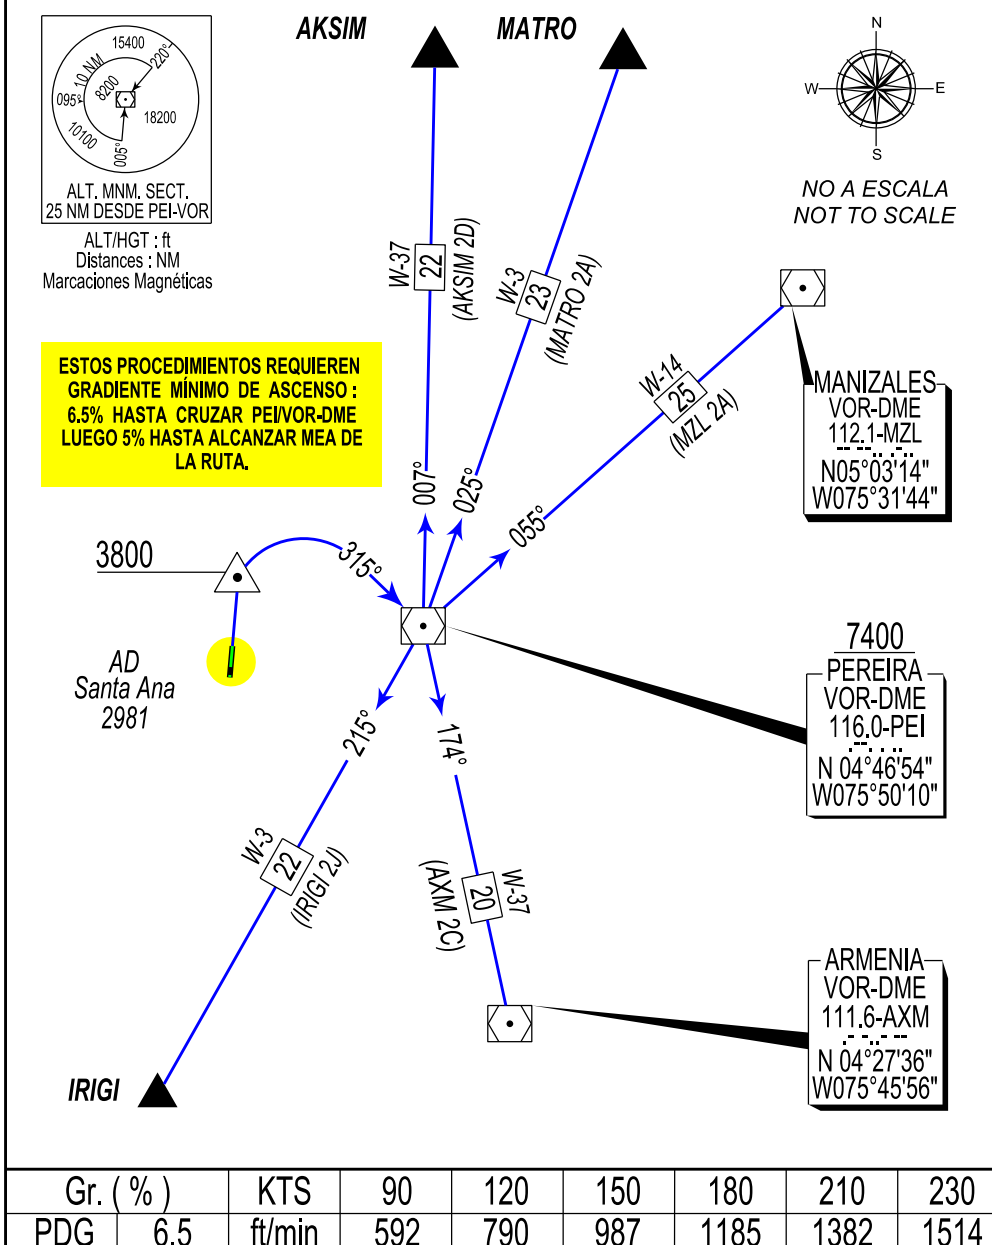 AKSIM
MATRO
15400
220°
10 NM
8200
095°
18200
10100
005°
ALT. MNM. SECT.
25 NM DESDE PEI-VOR
ALT/HGT : ft
Distances : NM
Marcaciones Magnéticas
N
W
E
S
NO A ESCALA
NOT TO SCALE
W-37
22
(AKSIM 2D)
W-3
23
(MATRO 2A)
W-14
25
(MZL 2A)
MANIZALES
VOR-DME
112.1-MZL
N05°03'14"
W075°31'44"
ESTOS PROCEDIMIENTOS REQUIEREN
GRADIENTE MÍNIMO DE ASCENSO :
6.5% HASTA CRUZAR PEI/VOR-DME
LUEGO 5% HASTA ALCANZAR MEA DE
LA RUTA.
007°
025°
055°
3800
315°
AD
Santa Ana
2981
7400
PEREIRA
VOR-DME
116.0-PEI
N 04°46'54"
W075°50'10"
215°
174°
W-3
22
(IRIGI 2J)
W-37
20
(AXM 2C)
ARMENIA
VOR-DME
111.6-AXM
N 04°27'36"
W075°45'56"
IRIGI
Gr. ( % ) KTS 90 120 150 180 210 230
PDG 6.5 ft/min 592 790 987 1185 1382 1514